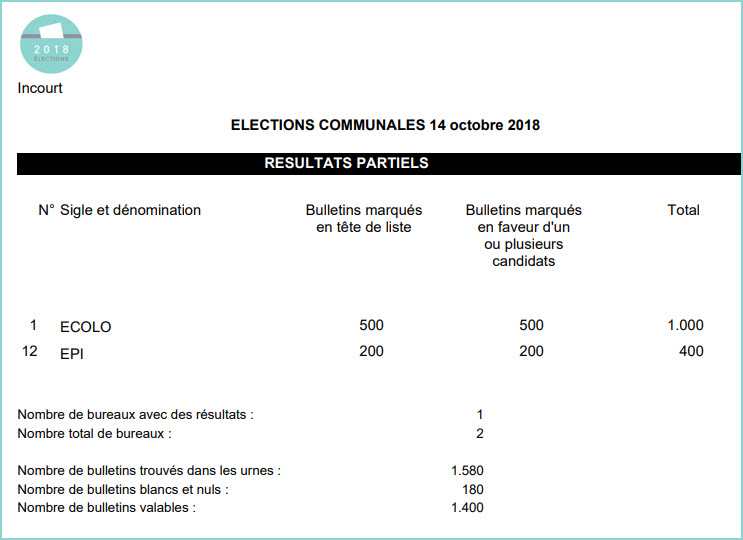 2018
ÉLECTIONS
Incourt
ELECTIONS COMMUNALES 14 octobre 2018
RESULTATS PARTIELS
N° Sigle et dénomination Bulletins marqués en tête de liste Bulletins marqués en faveur d'un ou plusieurs candidats Total
1 ECOLO 500 500 1.000
12 EPI 200 200 400
Nombre de bureaux avec des résultats : 1
Nombre total de bureaux : 2
Nombre de bulletins trouvés dans les urnes : 1.580
Nombre de bulletins blancs et nuls : 180
Nombre de bulletins valables : 1.400